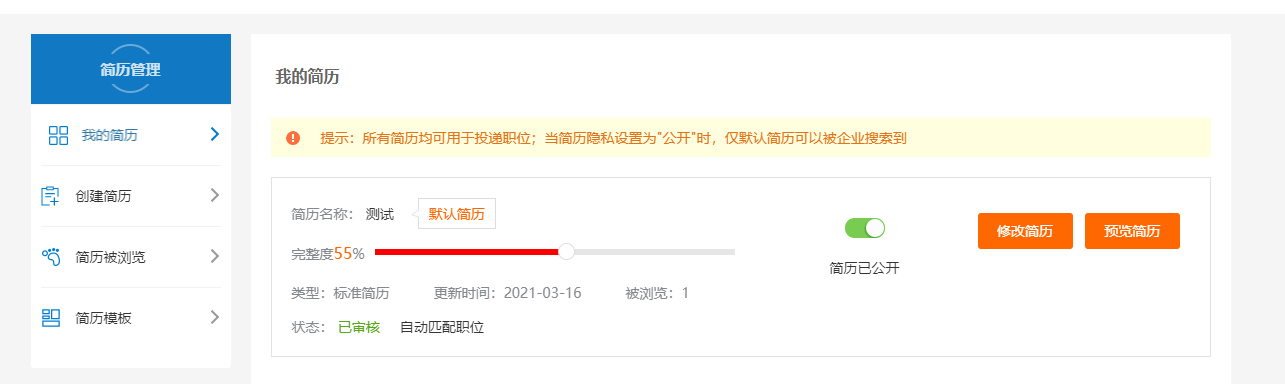 简历管理
我的简历
创建简历
简历被浏览
简历模板
我的简历
提示：所有简历均可用于投递职位；当简历隐私设置为"公开"时，仅默认简历可以被企业搜索到
简历名称： 测试 默认简历
完整度55%
类型：标准简历 更新时间：2021-03-16 被浏览：1
状态： 已审核 自动匹配职位
简历已公开
修改简历 预览简历